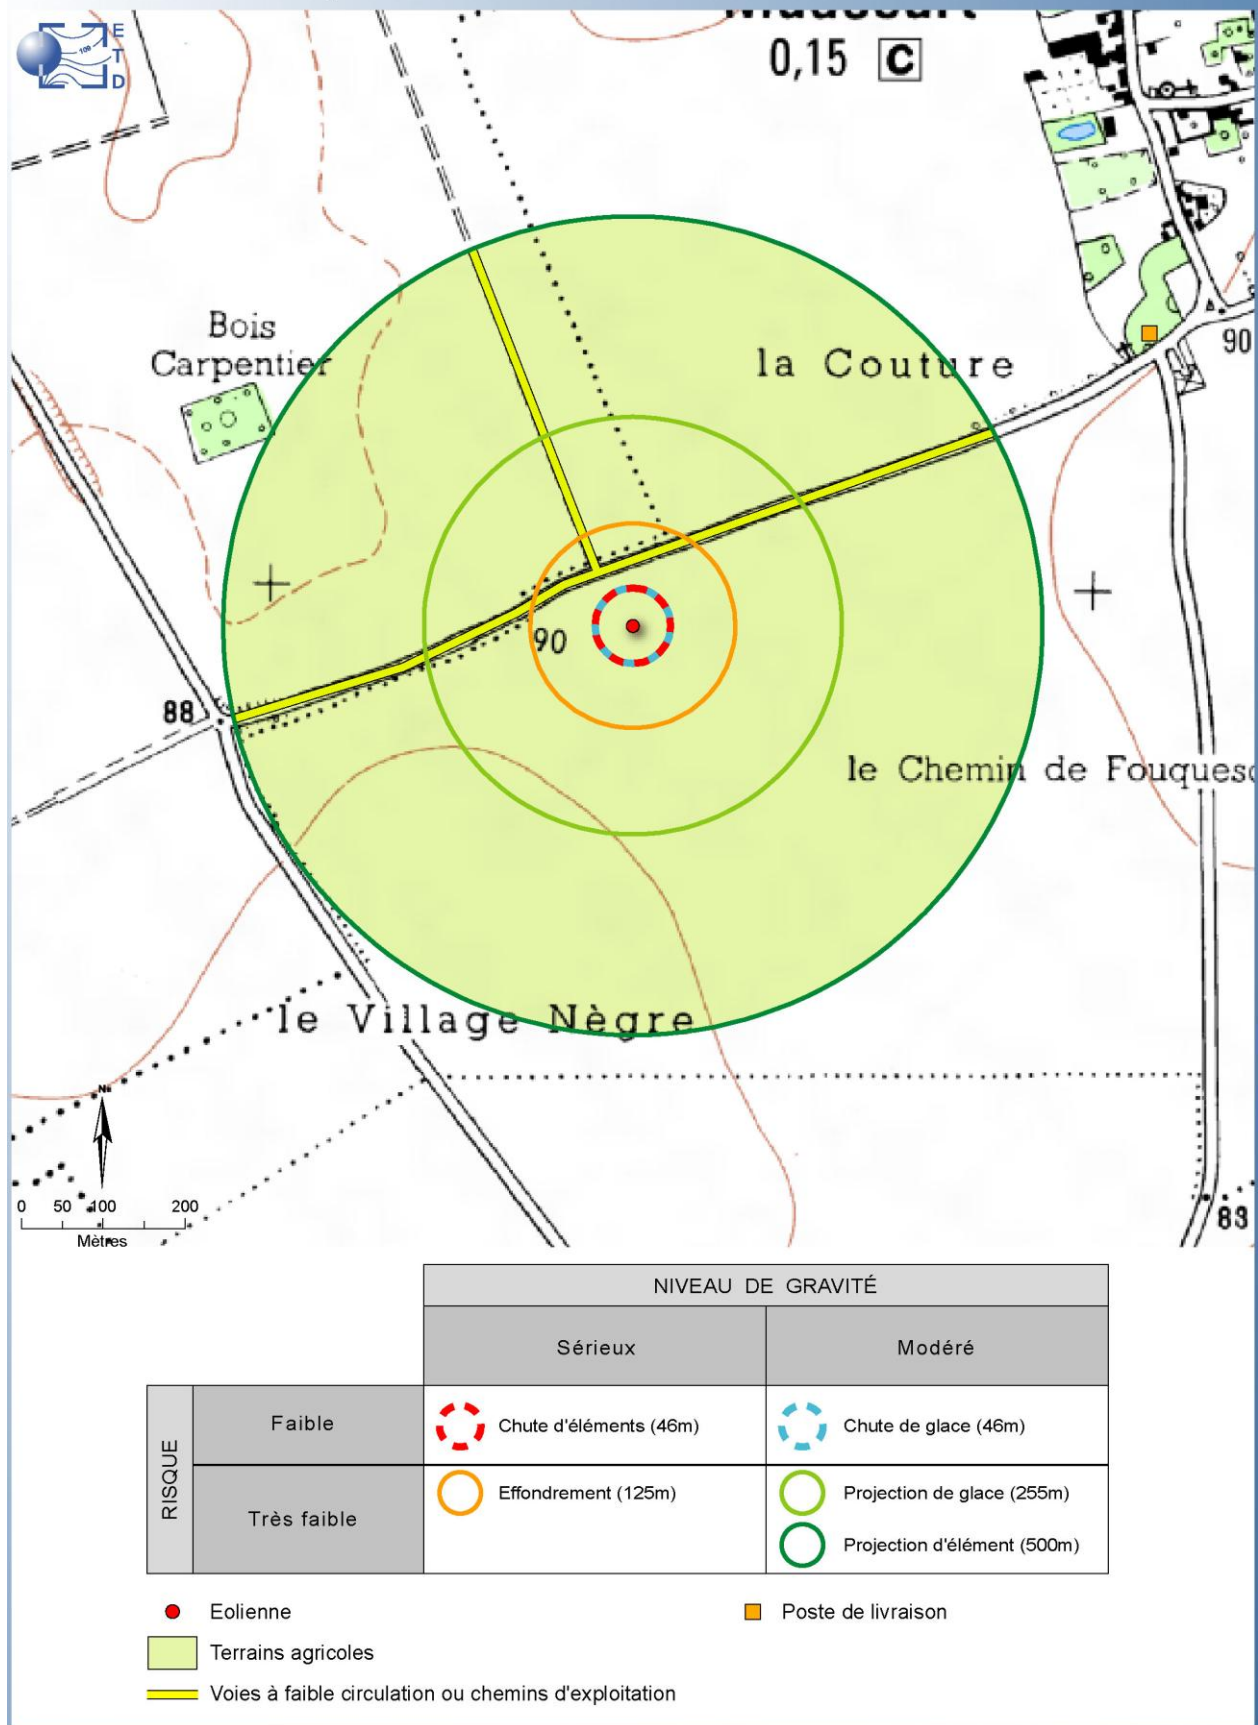 E
T
D
100
0,15 C
Bois
Carpentier
la Couture
90
90
88
le Chemin de
le Village Nègre
83
0 50 100 200
Mètres
NIVEAU DE GRAVITÉ
Sérieux Modéré
RISQUE
Faible
Chute d'éléments (46m)
Chute de glace (46m)
Très faible
Effondrement (125m)
Projection de glace (255m)
Projection d'élément (500m)
Eolienne
Poste de livraison
Terrains agricoles
Voies à faible circulation ou chemins d'exploitation